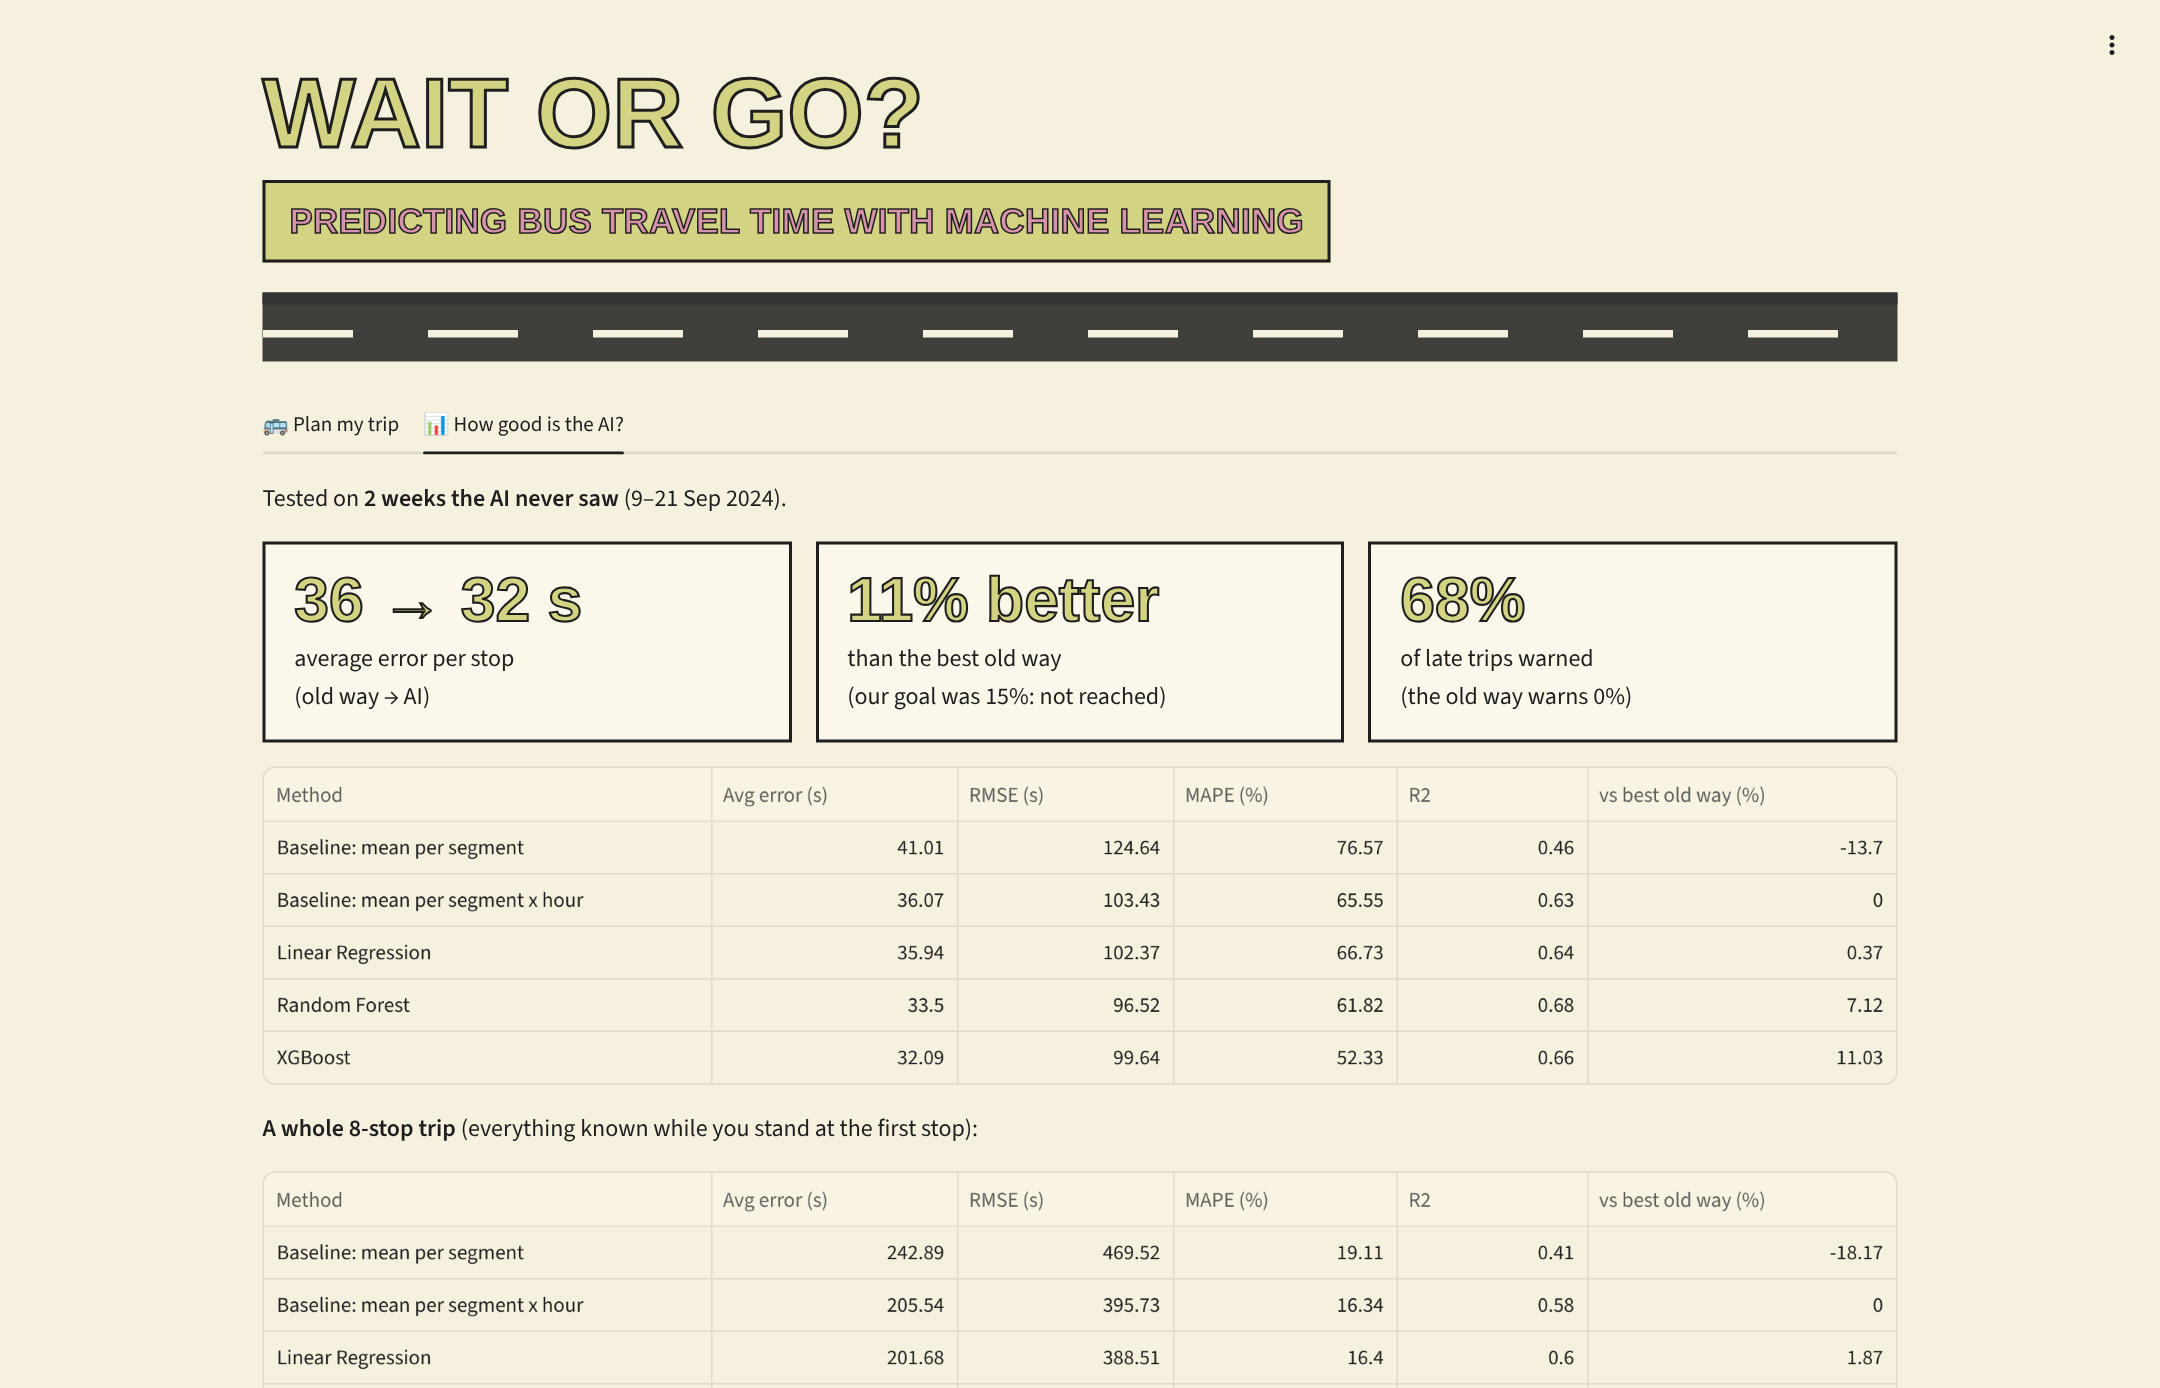 WAIT OR GO?
PREDICTING BUS TRAVEL TIME WITH MACHINE LEARNING
🚌 Plan my trip 📊 How good is the AI?
Tested on 2 weeks the AI never saw (9–21 Sep 2024).
36 → 32 s
average error per stop
(old way → AI)
11% better
than the best old way
(our goal was 15%: not reached)
68%
of late trips warned
(the old way warns 0%)
Method Avg error (s) RMSE (s) MAPE (%) R2 vs best old way (%)
Baseline: mean per segment 41.01 124.64 76.57 0.46 -13.7
Baseline: mean per segment x hour 36.07 103.43 65.55 0.63 0
Linear Regression 35.94 102.37 66.73 0.64 0.37
Random Forest 33.5 96.52 61.82 0.68 7.12
XGBoost 32.09 99.64 52.33 0.66 11.03
A whole 8-stop trip (everything known while you stand at the first stop):
Method Avg error (s) RMSE (s) MAPE (%) R2 vs best old way (%)
Baseline: mean per segment 242.89 469.52 19.11 0.41 -18.17
Baseline: mean per segment x hour 205.54 395.73 16.34 0.58 0
Linear Regression 201.68 388.51 16.4 0.6 1.87